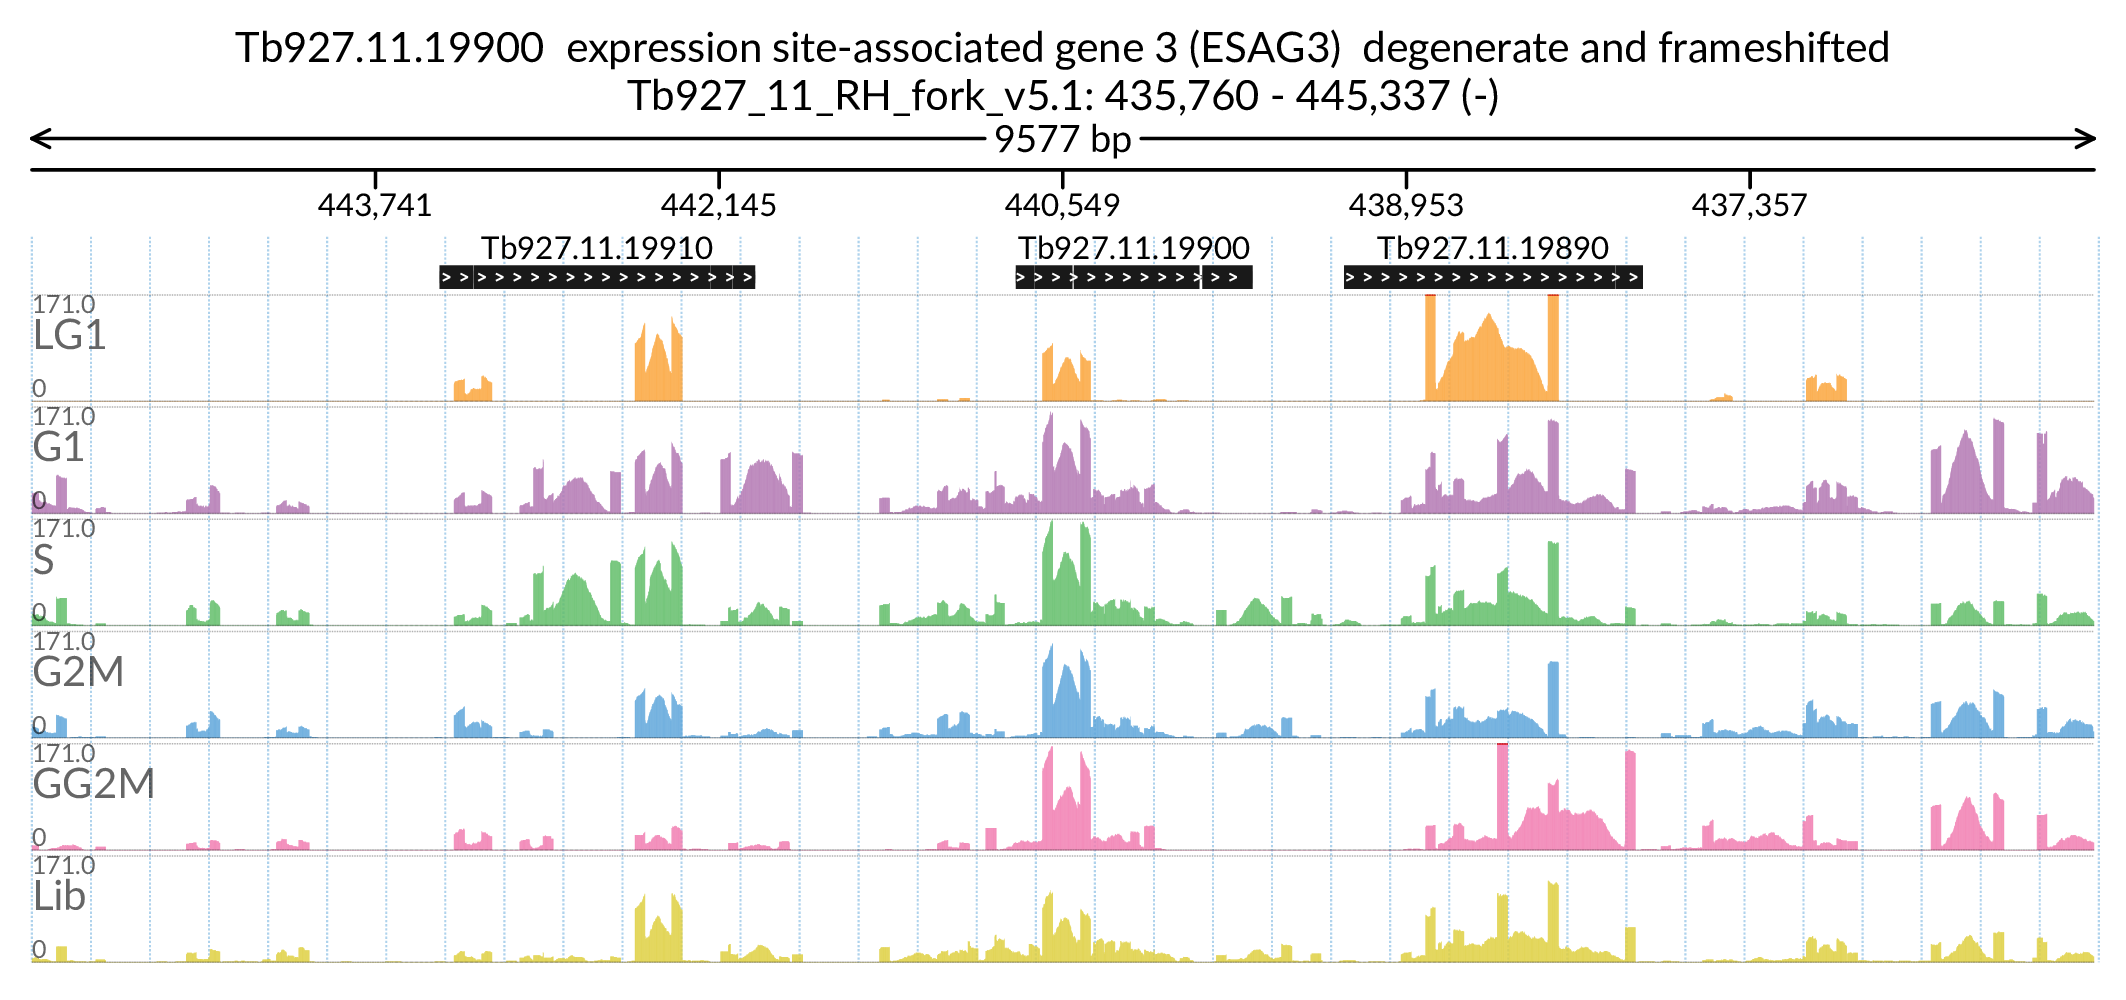 Tb927.11.19900 expression site-associated gene 3 (ESAG3) degenerate and frameshifted
Tb927_11_RH_fork_v5.1: 435,760 - 445,337 (-)
9577 bp
443,741 442,145 440,549 438,953 437,357
Tb927.11.19910 Tb927.11.19900 Tb927.11.19890
171.0
LG1
0
171.0
G1
0
171.0
S
0
171.0
G2M
0
171.0
GG2M
0
171.0
Lib
0